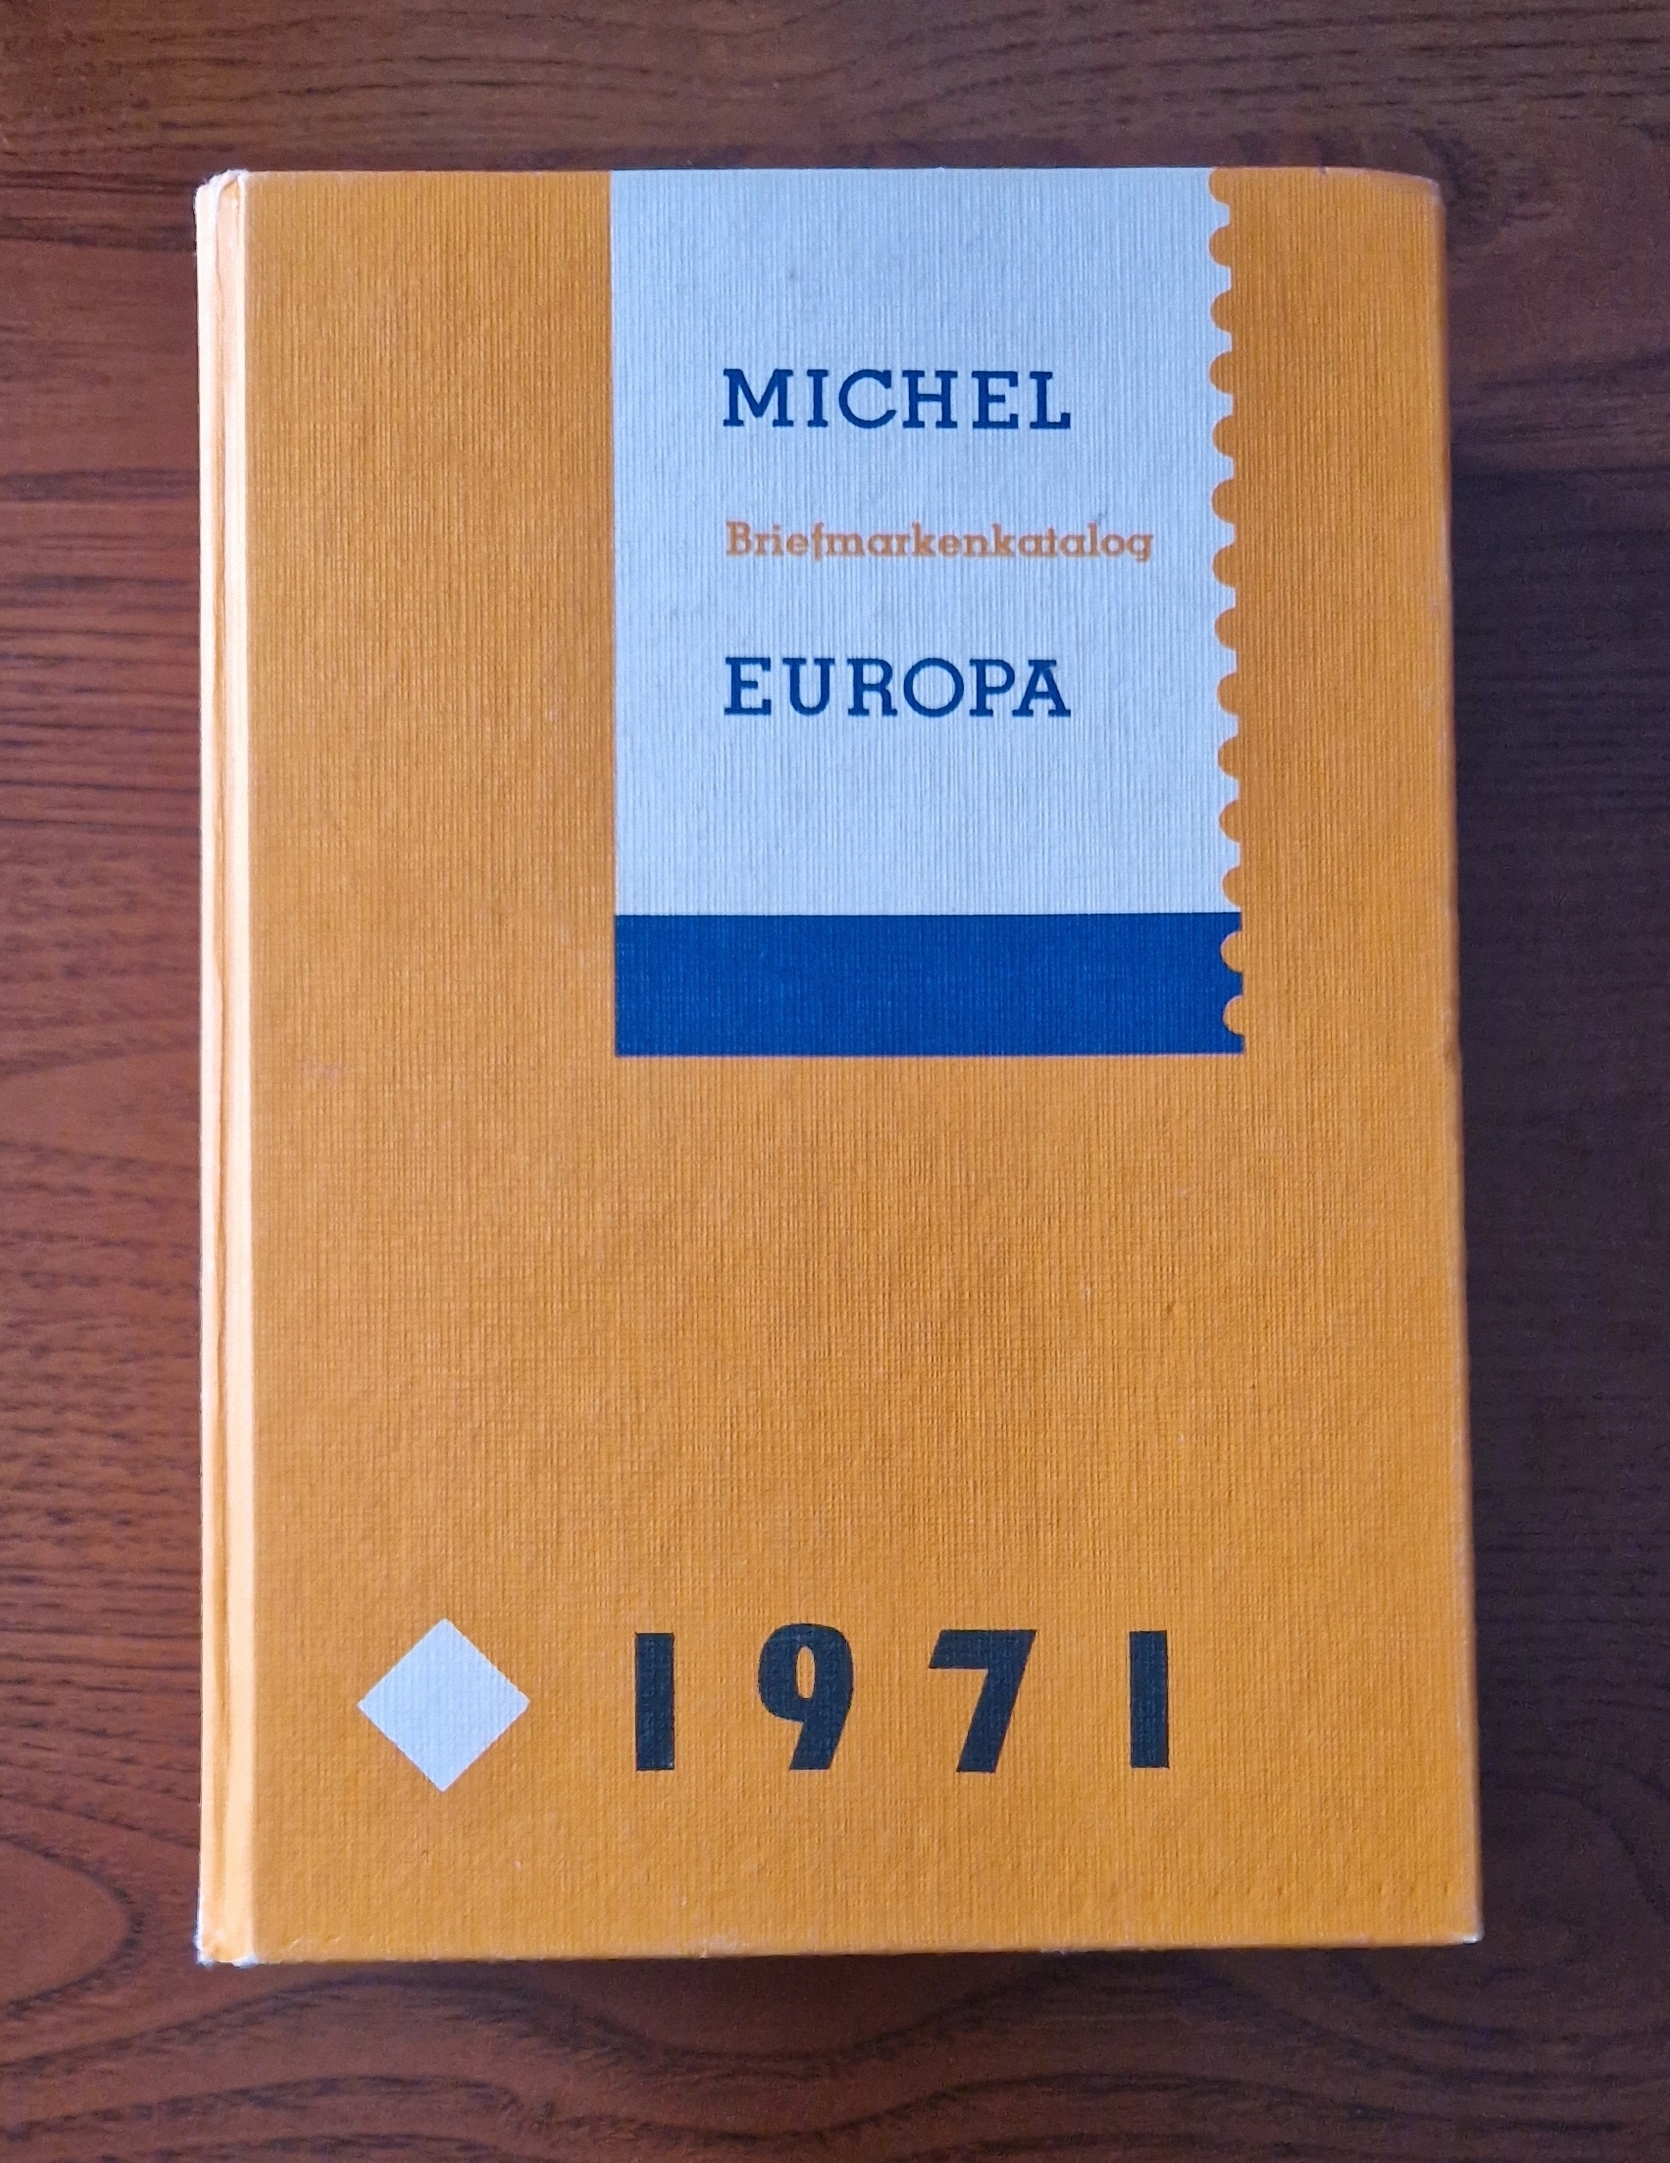 MICHEL
Briefmarkenkatalog
EUROPA
1971